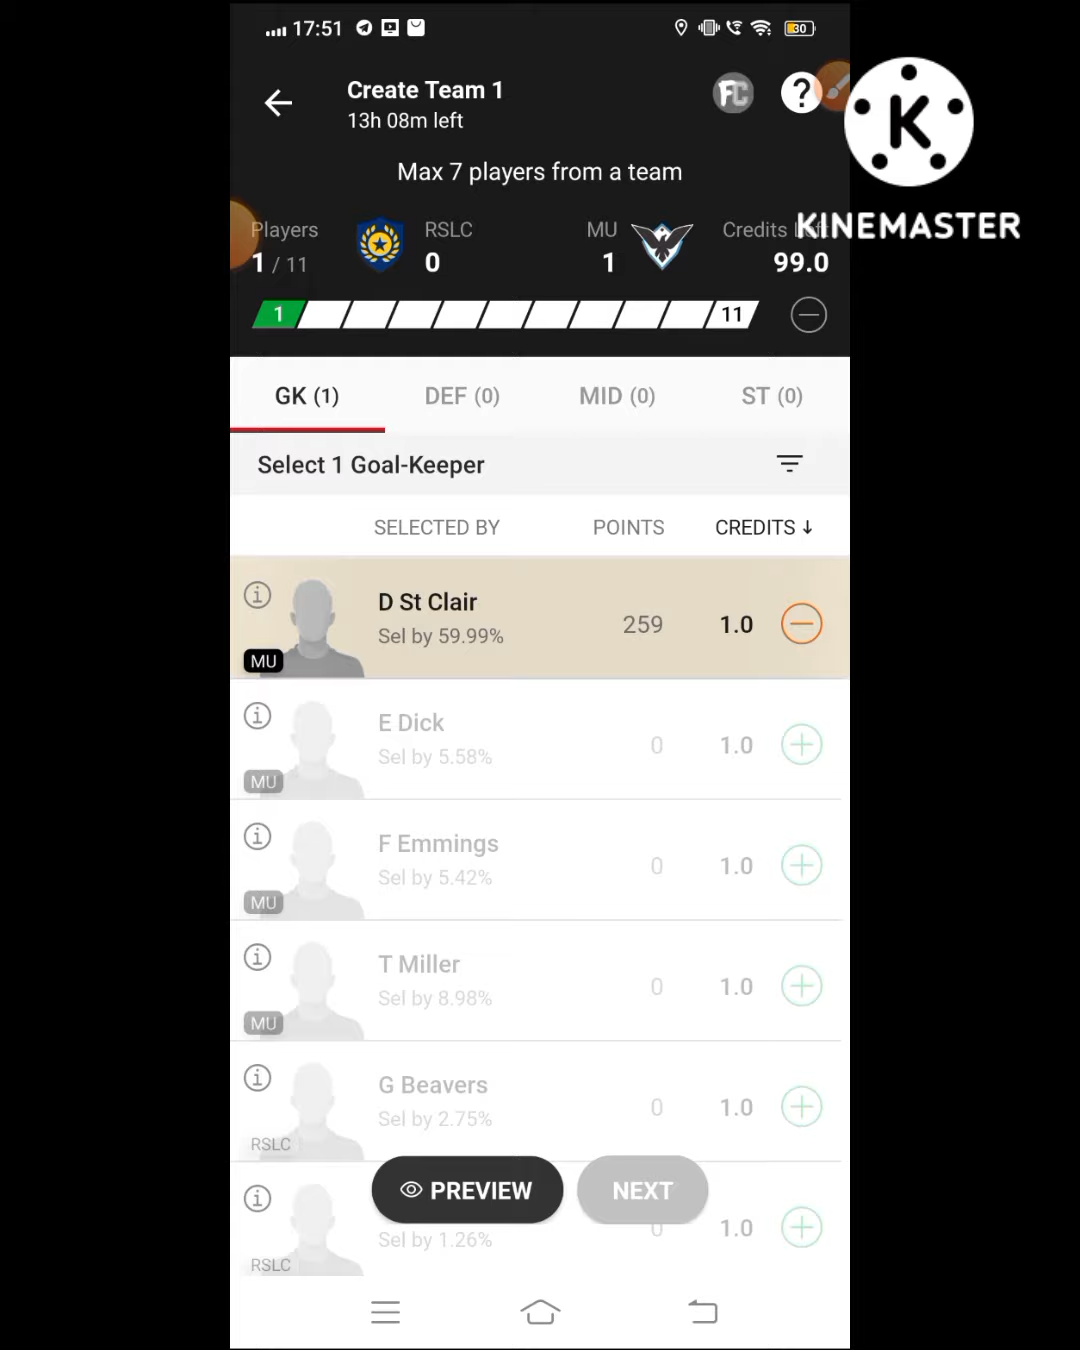 17:51
30
Create Team 1
13h 08m left
FC
?
K
KINEMASTER
Max 7 players from a team
Players
1 / 11
RSLC
0
MU
1
Credits
99.0
1
11
GK (1)
DEF (0)
MID (0)
ST (0)
Select 1 Goal-Keeper
SELECTED BY
POINTS
CREDITS ↓
D St Clair
Sel by 59.99%
259
1.0
MU
E Dick
Sel by 5.58%
0
1.0
MU
F Emmings
Sel by 5.42%
0
1.0
MU
T Miller
Sel by 8.98%
0
1.0
MU
G Beavers
Sel by 2.75%
0
1.0
RSLC
PREVIEW
NEXT
Sel by 1.26%
0
1.0
RSLC